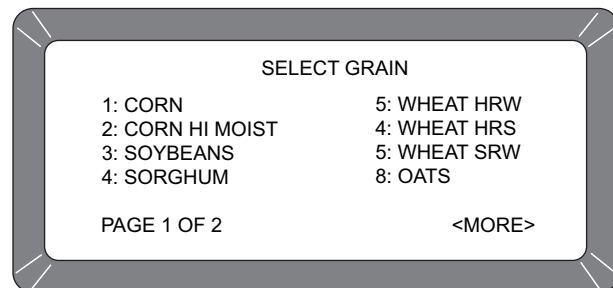 SELECT GRAIN
1: CORN
2: CORN HI MOIST
3: SOYBEANS
4: SORGHUM
5: WHEAT HRW
4: WHEAT HRS
5: WHEAT SRW
8: OATS
PAGE 1 OF 2
<MORE>